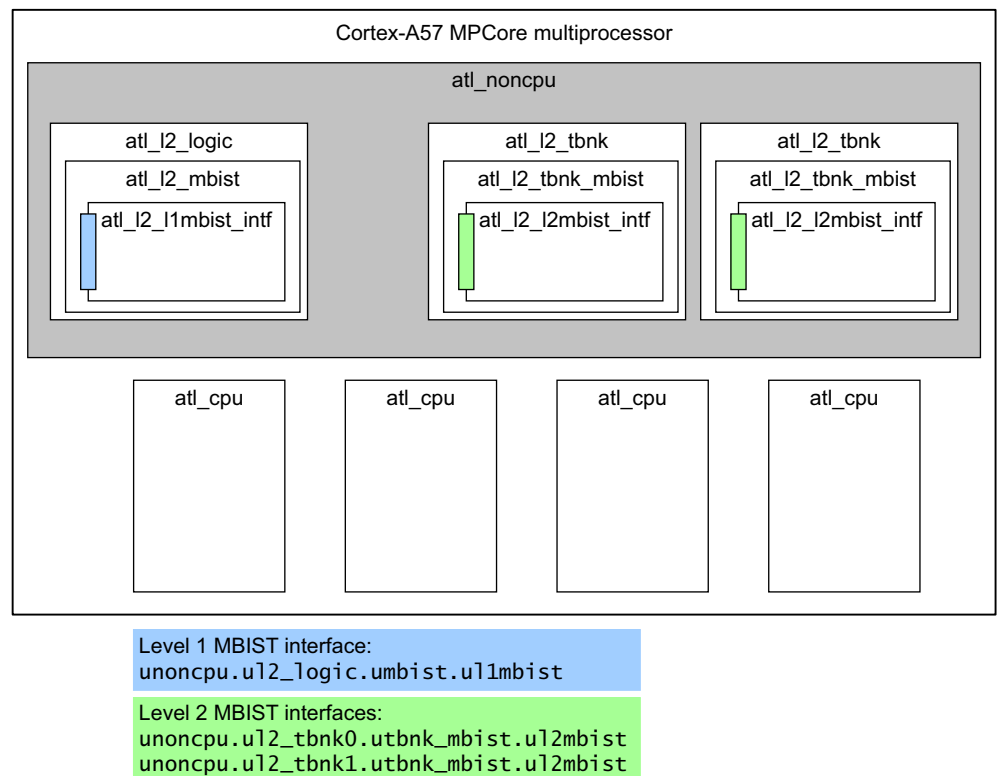 Cortex-A57 MPCore multiprocessor
atl_noncpu
atl_l2_logic
atl_l2_mbist
atl_l2_l1mbist_intf
atl_l2_tbnk
atl_l2_tbnk_mbist
atl_l2_l2mbist_intf
atl_l2_tbnk
atl_l2_tbnk_mbist
atl_l2_l2mbist_intf
atl_cpu
atl_cpu
atl_cpu
atl_cpu
Level 1 MBIST interface:
unoncpu.ul2_logic.umbist.ul1mbist
Level 2 MBIST interfaces:
unoncpu.ul2_tbnk0.utbnk_mbist.ul2mbist
unoncpu.ul2_tbnk1.utbnk_mbist.ul2mbist